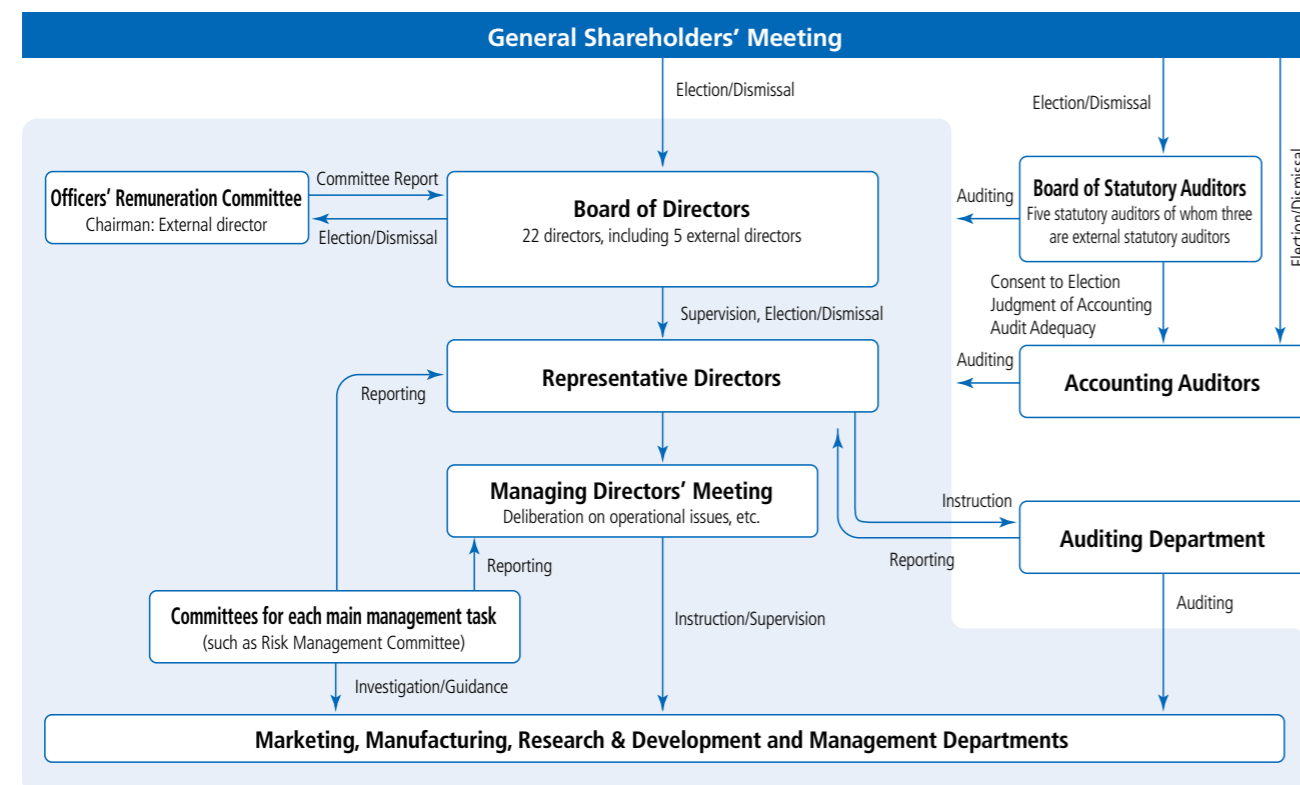 General Shareholders’ Meeting
Election/Dismissal
Election/Dismissal
Election/Dismissal
Officers’ Remuneration Committee
Chairman: External director
Committee Report
Election/Dismissal
Board of Directors
22 directors, including 5 external directors
Auditing
Board of Statutory Auditors
Five statutory auditors of whom three
are external statutory auditors
Consent to Election
Judgment of Accounting
Audit Adequacy
Supervision, Election/Dismissal
Reporting
Representative Directors
Auditing
Accounting Auditors
Managing Directors’ Meeting
Deliberation on operational issues, etc.
Instruction
Reporting
Auditing Department
Reporting
Committees for each main management task
(such as Risk Management Committee)
Instruction/Supervision
Auditing
Investigation/Guidance
Marketing, Manufacturing, Research & Development and Management Departments